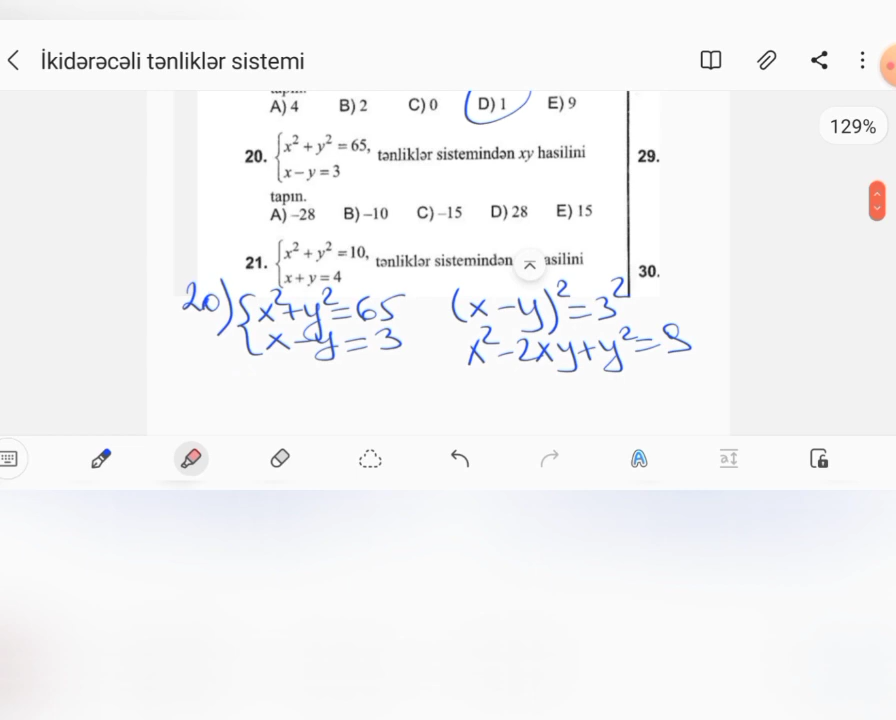 İkidərəcəli tənliklər sistemi
129%
A) 4 B) 2 C) 0 D) 1 E) 9
20. {x² + y² = 65, x − y = 3 tənliklər sistemindən xy hasilini
tapın.
A) –28 B) –10 C) –15 D) 28 E) 15
21. {x² + y² = 10, x + y = 4 tənliklər sistemindən asilini
29.
30.
20) {x²+y²=65
x−y=3
(x−y)²=3²
x²−2xy+y²=9